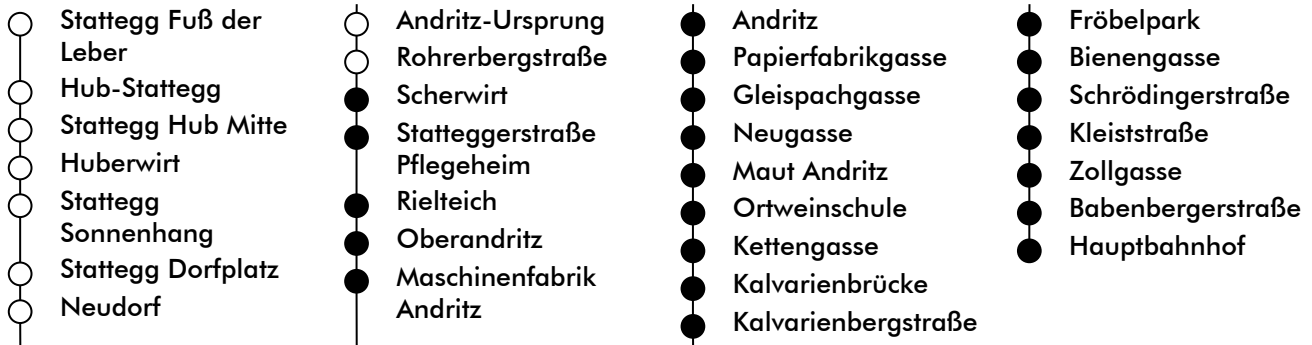 Stattegg Fuß der
Leber
Hub-Stattegg
Stattegg Hub Mitte
Huberwirt
Stattegg
Sonnenhang
Stattegg Dorfplatz
Neudorf
Andritz-Ursprung
Rohrerbergstraße
Scherwirt
Statteggerstraße
Pflegeheim
Rielteich
Oberandritz
Maschinenfabrik
Andritz
Andritz
Papierfabrikgasse
Gleispachgasse
Neugasse
Maut Andritz
Ortweinschule
Kettengasse
Kalvarienbrücke
Kalvarienbergstraße
Fröbelpark
Bienengasse
Schrödingerstraße
Kleiststraße
Zollgasse
Babenbergerstraße
Hauptbahnhof